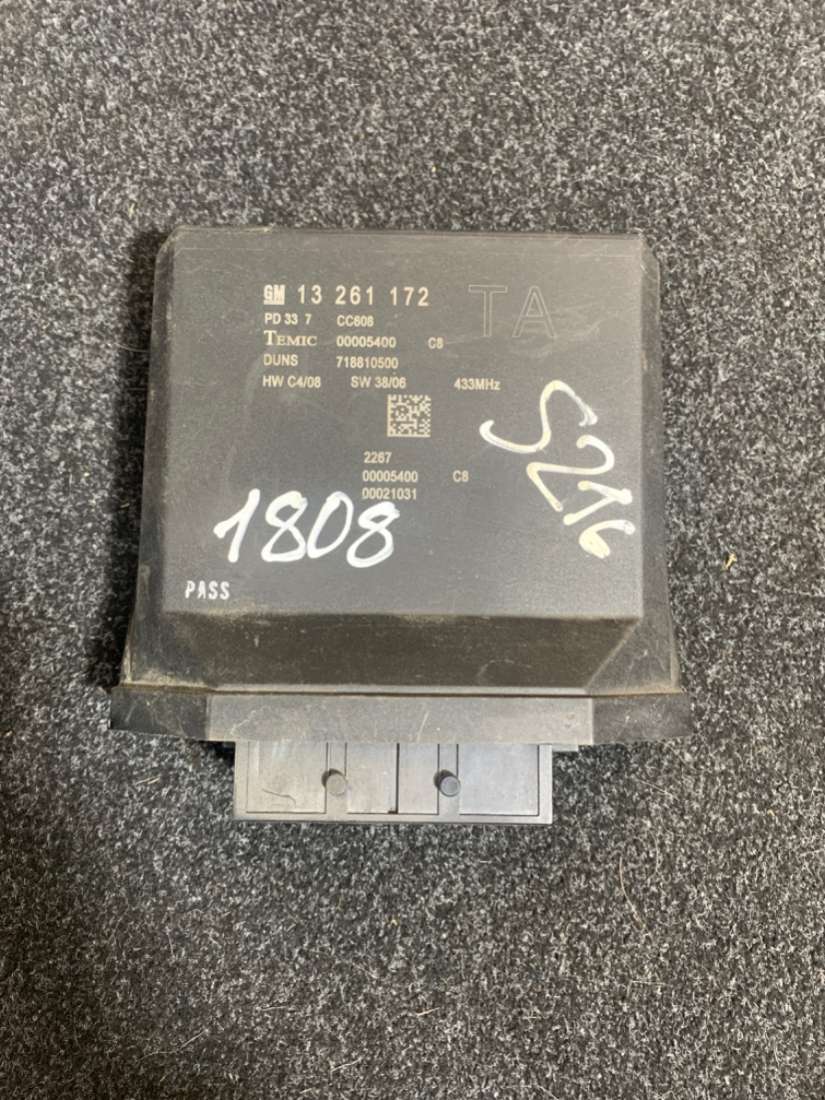 GM 13 261 172 TA
PD 33 7 CC608
TEMIC 00005400 C8
DUNS 718810500
HW C4/08 SW 38/06 433MHz
2267
00005400 C8
00021031
S216
1808
PASS